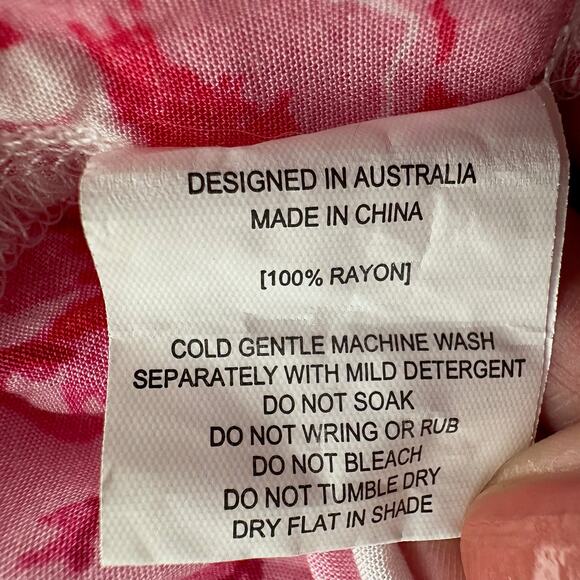 DESIGNED IN AUSTRALIA
MADE IN CHINA
[100% RAYON]
COLD GENTLE MACHINE WASH
SEPARATELY WITH MILD DETERGENT
DO NOT SOAK
DO NOT WRING OR RUB
DO NOT BLEACH
DO NOT TUMBLE DRY
DRY FLAT IN SHADE